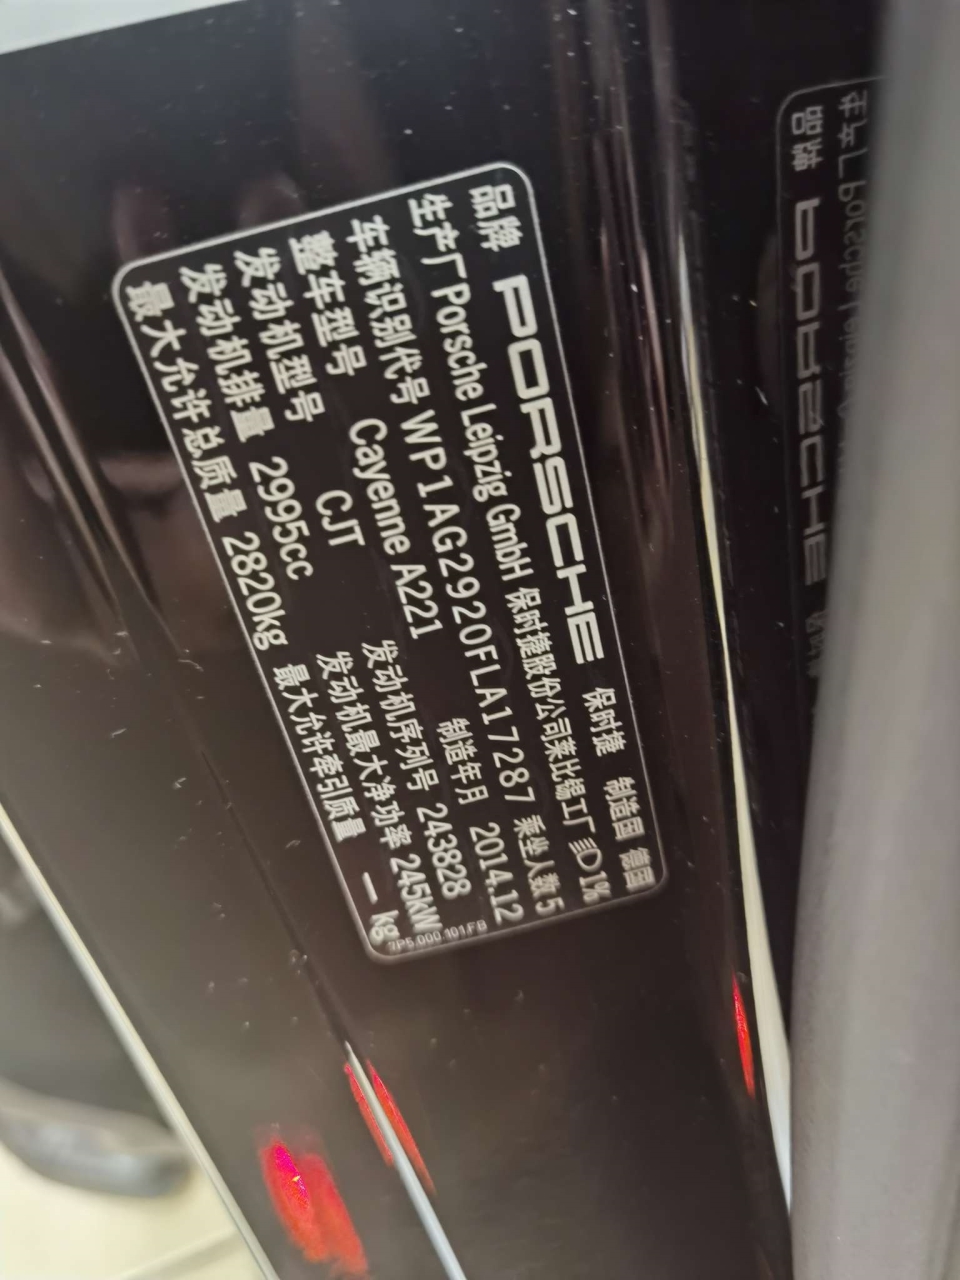 品牌 PORSCHE 保时捷 制造国 德国
生产厂 Porsche Leipzig GmbH 保时捷股份公司莱比锡工厂 1%
车辆识别代号 WP1AG2920FLA17287 乘坐人数 5
整车型号 Cayenne A221 制造年月 2014.12
发动机型号 CJT 发动机序列号 243828
发动机排量 2995cc 发动机最大净功率 245kW
最大允许总质量 2820kg 最大允许牵引质量 — kg
7P5.000.101.FB